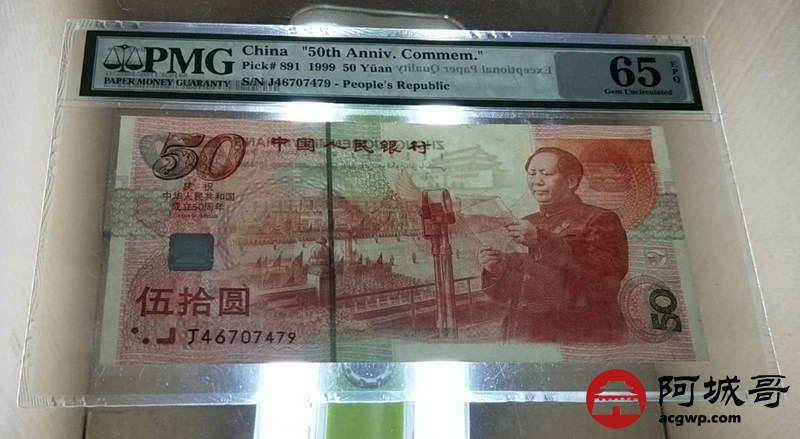 PMG
PAPER MONEY GUARANTY
China "50th Anniv. Commem."
Pick# 891 1999 50 Yüan
S/N J46707479 - People's Republic
Exceptional Paper Quality
65 EPQ
Gem Uncirculated
50 中国人民银行
庆祝
中华人民共和国
成立50周年
伍拾圆
J46707479
50
阿城哥
acgwp.com